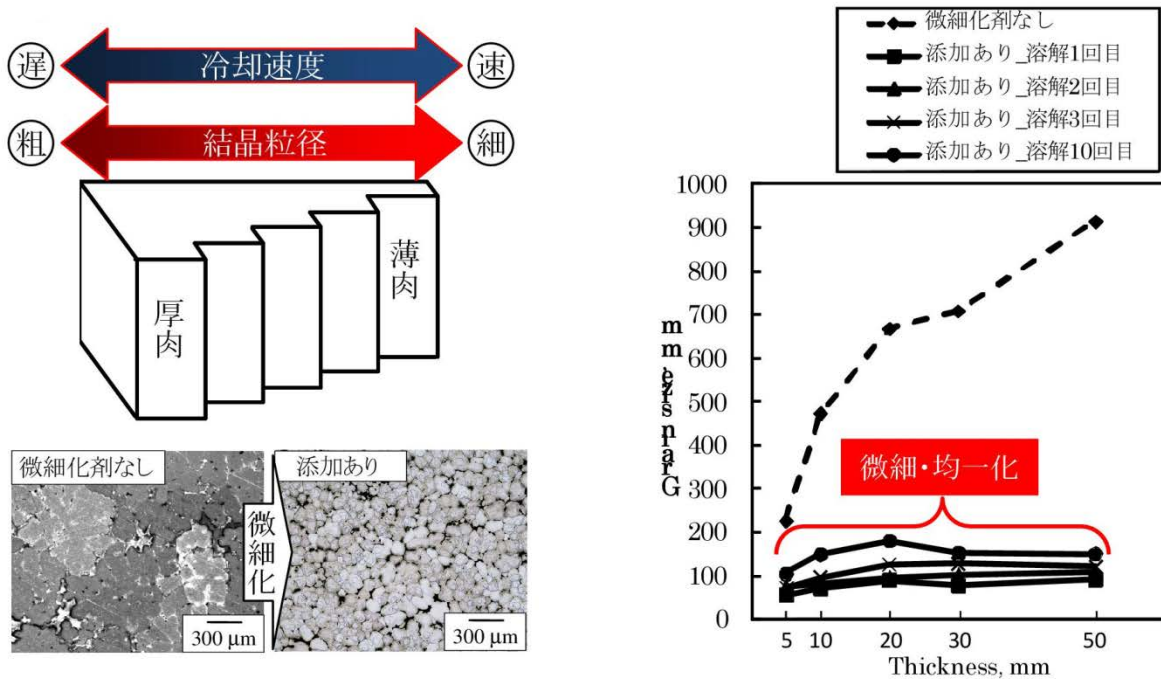 遅
冷却速度
速
粗
結晶粒径
細
厚肉
薄肉
微細化剤なし
300 μm
微細化
添加あり
300 μm
微細化剤なし
添加あり_溶解1回目
添加あり_溶解2回目
添加あり_溶解3回目
添加あり_溶解10回目
1000
900
800
700
600
500
400
300
200
100
0
微細・均一化
5 10 20 30 50
Thickness, mm